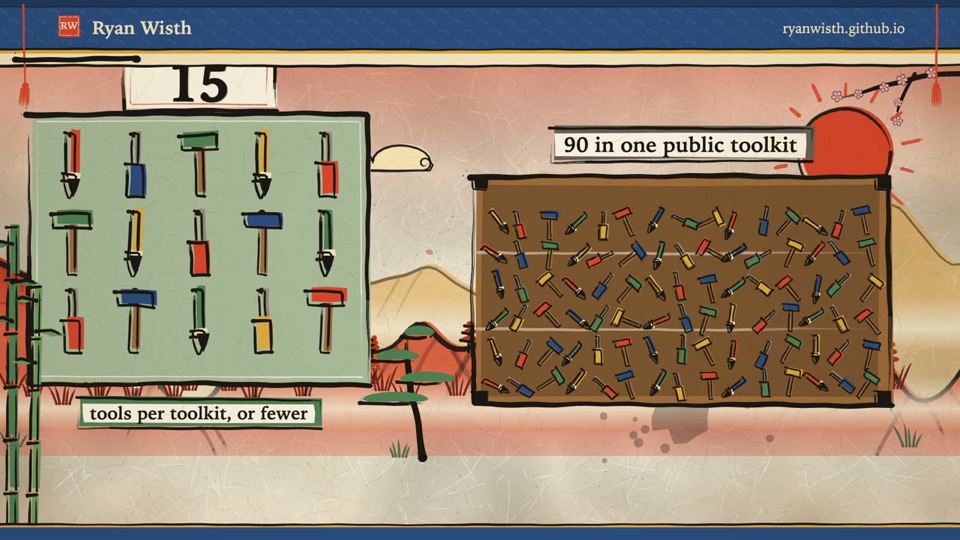 RW
Ryan Wisth
ryanwisth.github.io
15
90 in one public toolkit
tools per toolkit, or fewer